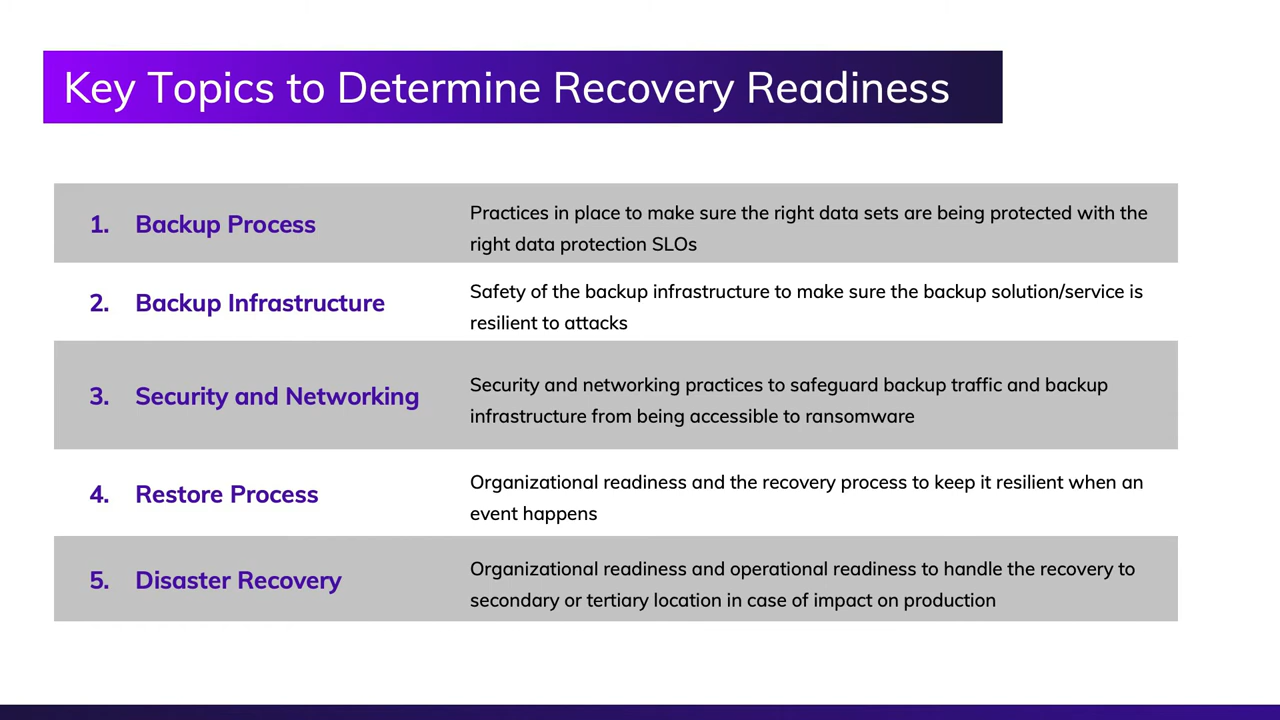 Key Topics to Determine Recovery Readiness
1. Backup Process
Practices in place to make sure the right data sets are being protected with the
right data protection SLOs
2. Backup Infrastructure
Safety of the backup infrastructure to make sure the backup solution/service is
resilient to attacks
3. Security and Networking
Security and networking practices to safeguard backup traffic and backup
infrastructure from being accessible to ransomware
4. Restore Process
Organizational readiness and the recovery process to keep it resilient when an
event happens
5. Disaster Recovery
Organizational readiness and operational readiness to handle the recovery to
secondary or tertiary location in case of impact on production